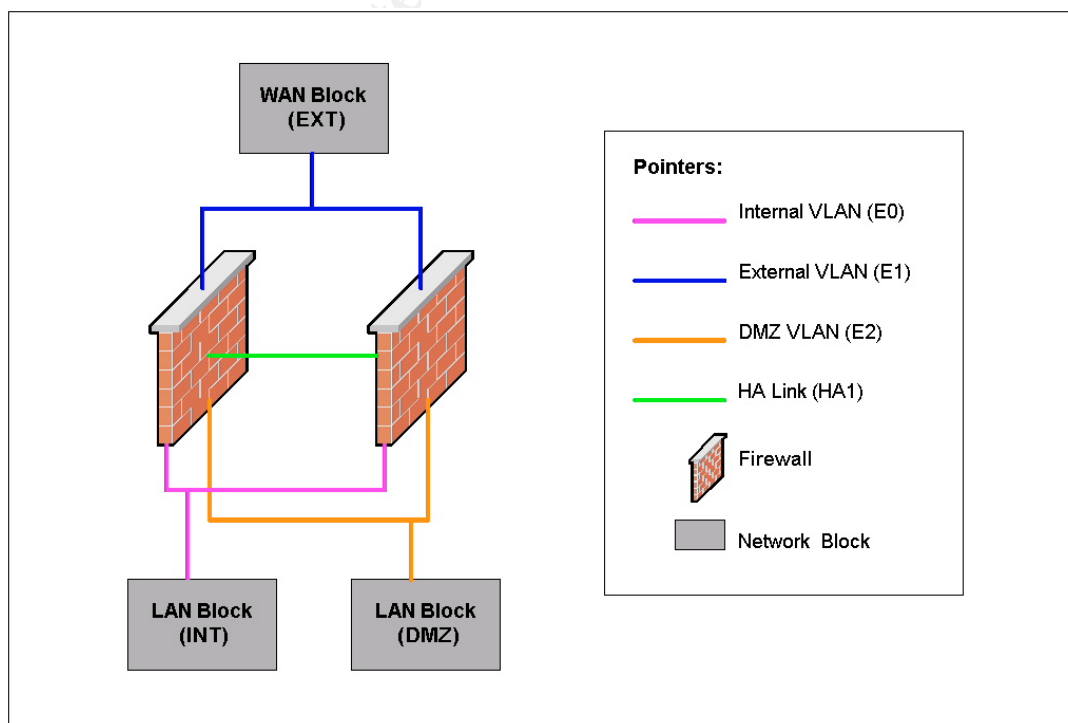 WAN Block
(EXT)
Pointers:
Internal VLAN (E0)
External VLAN (E1)
DMZ VLAN (E2)
HA Link (HA1)
Firewall
Network Block
LAN Block
(INT)
LAN Block
(DMZ)